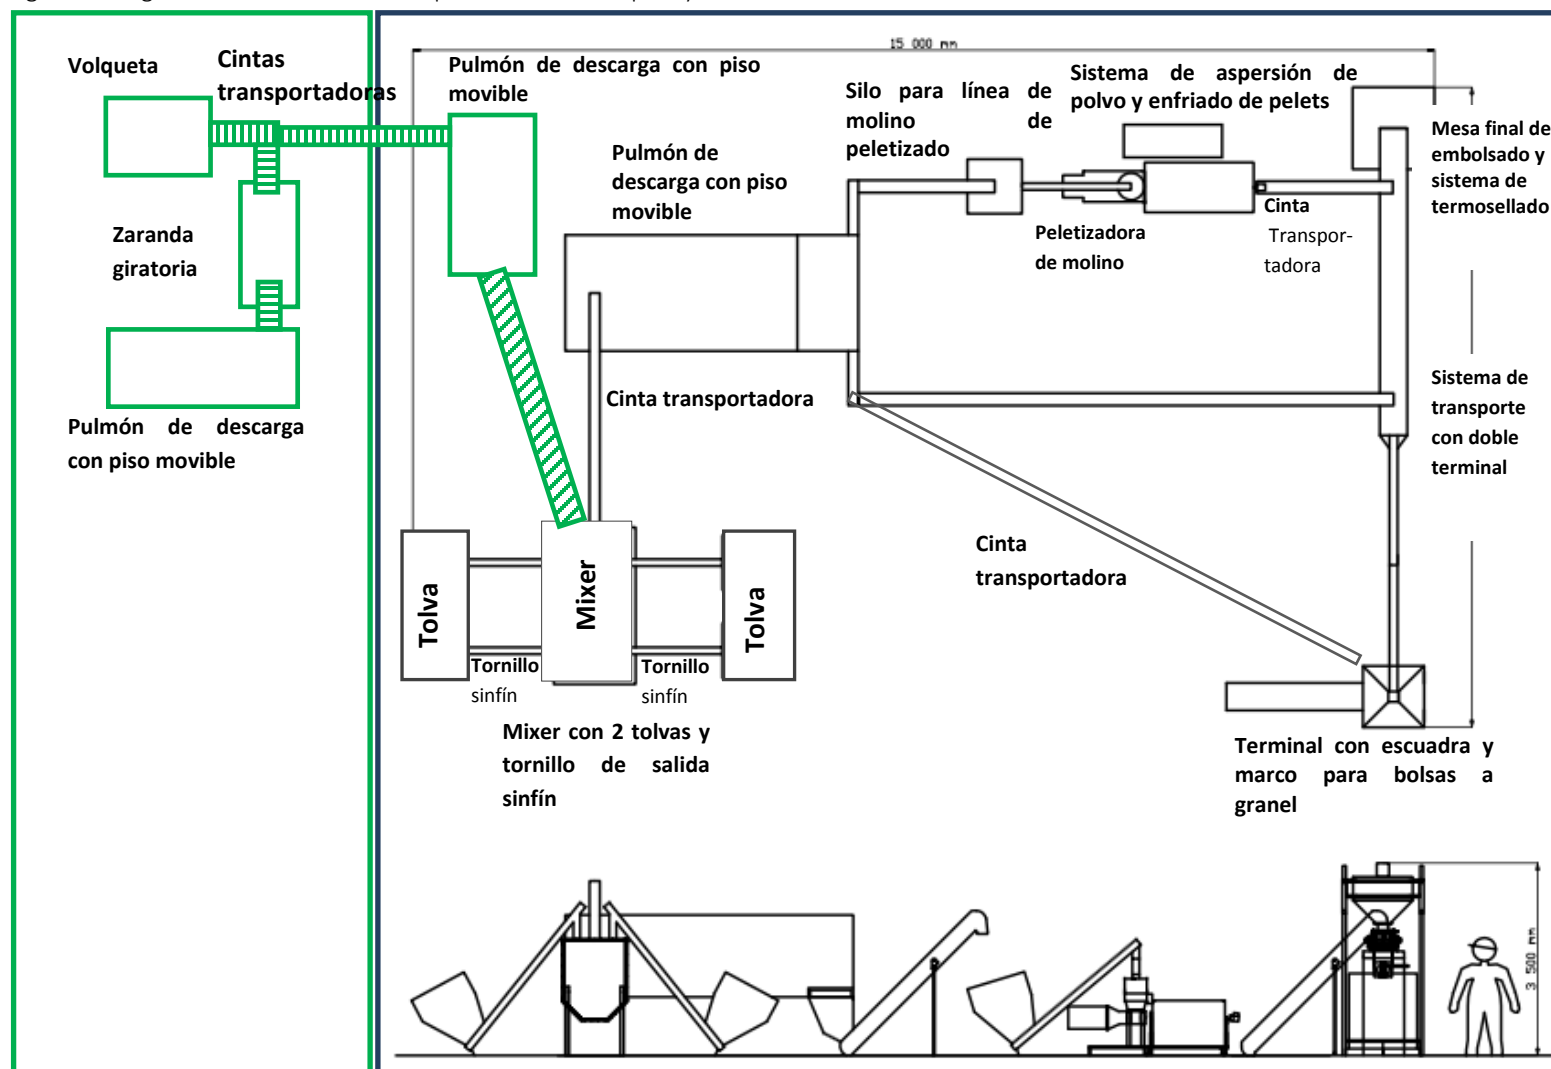 Volqueta
Cintas
transportadoras
Zaranda
giratoria
Pulmón de descarga
con piso movible
15 000 mm
Pulmón de descarga con piso
movible
Pulmón de
descarga con piso
movible
Silo para línea de
molino de
peletizado
Sistema de aspersión de
polvo y enfriado de pelets
Mesa final de
embolsado y
sistema de
termosellado
Peletizadora
de molino
Cinta
Transpor-
tadora
Cinta transportadora
Sistema de
transporte
con doble
terminal
Cinta
transportadora
Tolva
Mixer
Tolva
Tornillo
sinfín
Tornillo
sinfín
Mixer con 2 tolvas y
tornillo de salida
sinfín
Terminal con escuadra y
marco para bolsas a
granel
3 500 mm